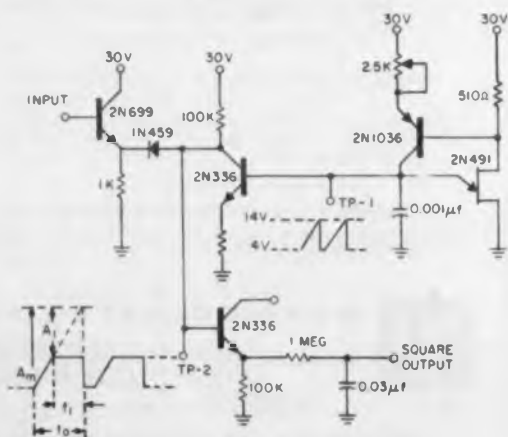 30V
30V
30V
30V
INPUT
2N699
1N459
100K
2.5K
510Ω
2N1036
2N491
2N336
1K
TP-1
14V
4V
0.001µf
2N336
1 MEG
SQUARE OUTPUT
TP-2
100K
0.03µf
A₁
Aₘ
t₁
t₀